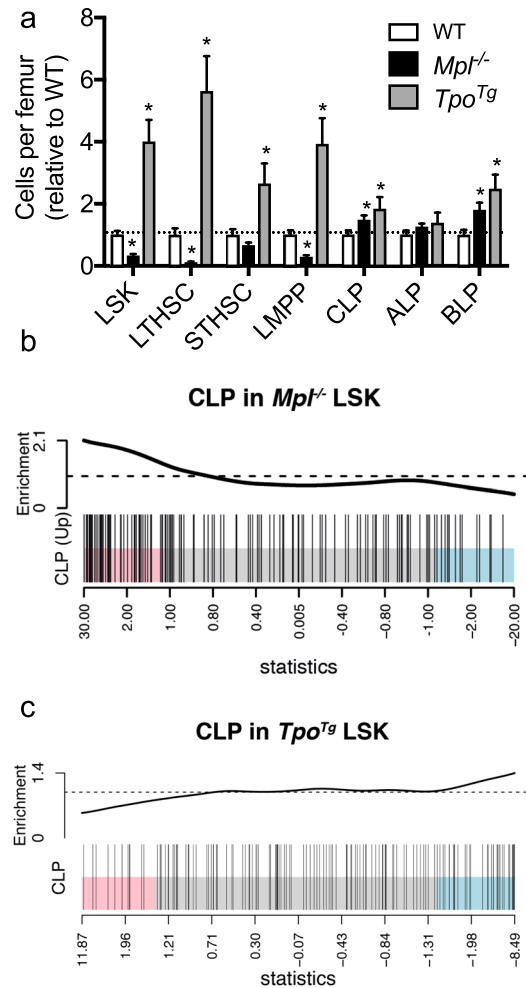 a
Cells per femur
(relative to WT)
8
6
4
2
0
WT
Mpl-/-
TpoTg
* * * * * * * * * * * *
LSK LTHSC STHSC LMPP CLP ALP BLP
b
CLP in Mpl-/- LSK
Enrichment
0 2.1
CLP (Up)
30.00 2.00 1.00 0.80 0.40 0.005 -0.40 -0.80 -1.00 -2.00 -20.00
statistics
c
CLP in TpoTg LSK
Enrichment
0 1.4
CLP
11.87 1.96 1.21 0.71 0.30 -0.07 -0.43 -0.84 -1.31 -1.98 -8.49
statistics